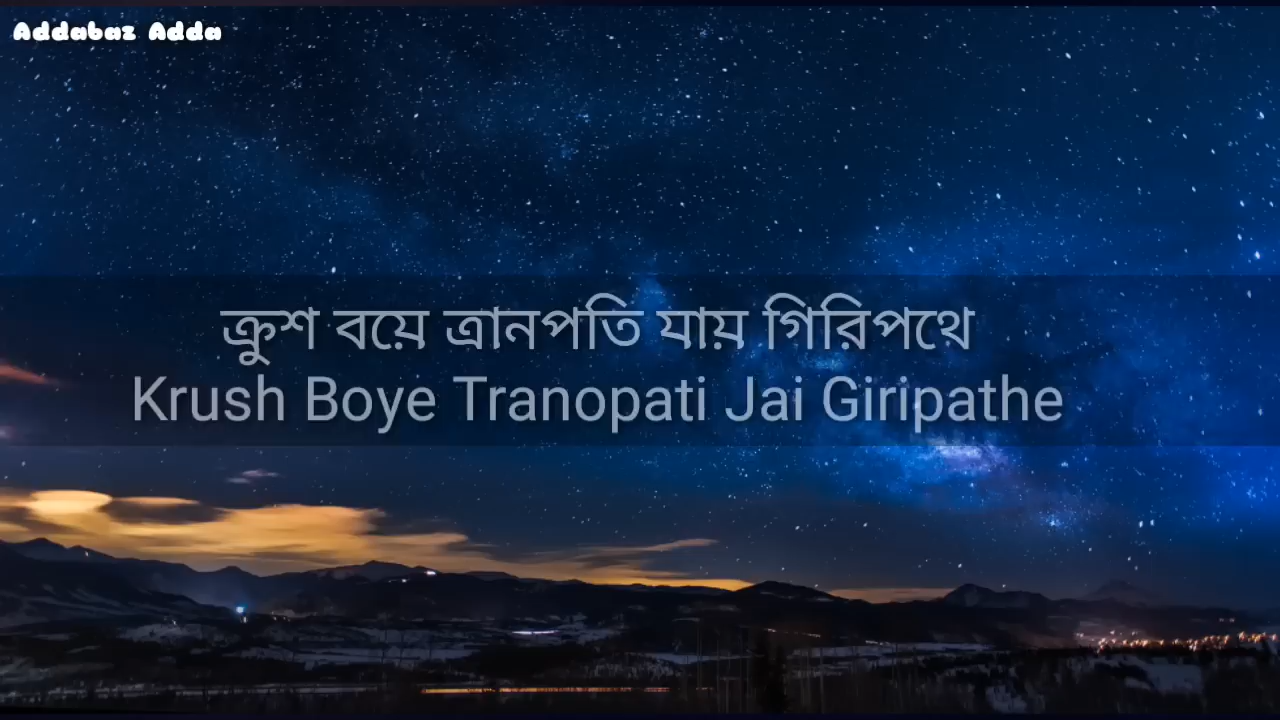 Addabaz Adda
ক্রুশ বয়ে ত্রানপতি যায় গিরিপথে
Krush Boye Tranopati Jai Giripathe